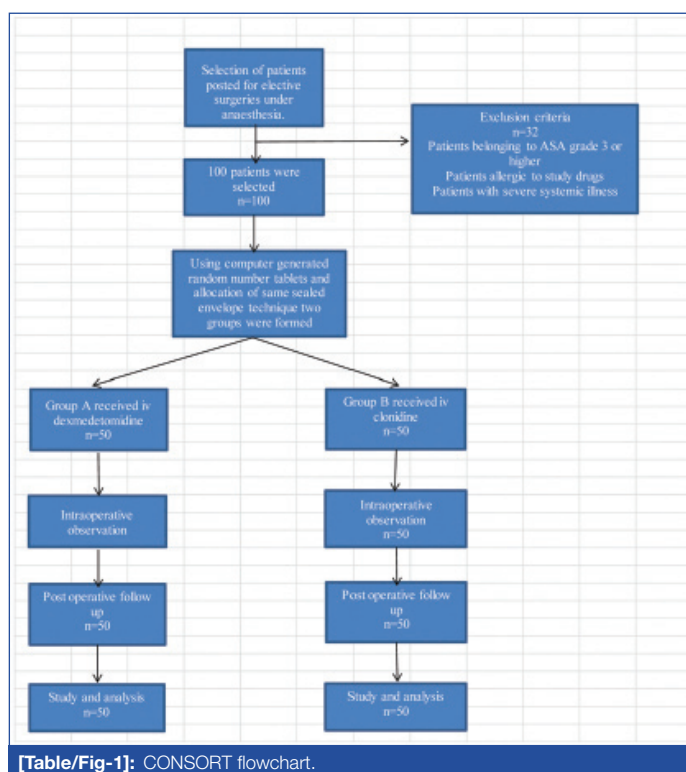 Selection of patients
posted for elective
surgeries under
anaesthesia.
Exclusion criteria
n=32
Patients belonging to ASA grade 3 or
higher
Patients allergic to study drugs
Patients with severe systemic illness
100 patients were
selected
n=100
Using computer generated
random number tablets and
allocation of same sealed
envelope technique two
groups were formed
Group A received iv
dexmedetomidine
n=50
Group B received iv
clonidine
n=50
Intraoperative
observation
Intraoperative
observation
n=50
Post operative follow
up
n=50
Post operative follow
up
n=50
Study and analysis
n=50
Study and analysis
n=50
[Table/Fig-1]: CONSORT flowchart.